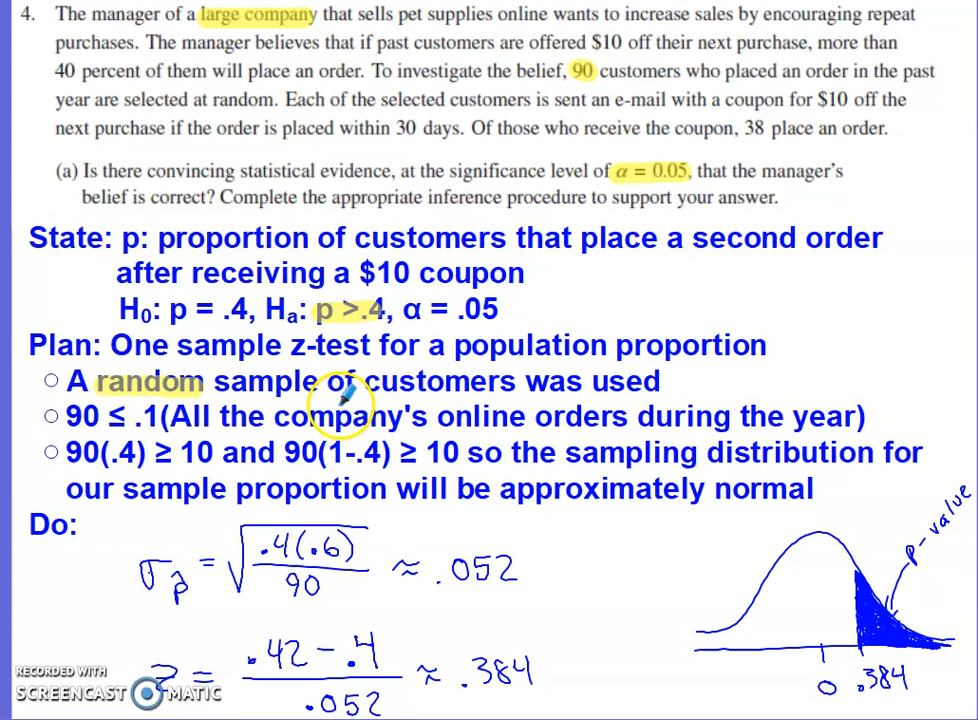 4. The manager of a large company that sells pet supplies online wants to increase sales by encouraging repeat
purchases. The manager believes that if past customers are offered $10 off their next purchase, more than
40 percent of them will place an order. To investigate the belief, 90 customers who placed an order in the past
year are selected at random. Each of the selected customers is sent an e-mail with a coupon for $10 off the
next purchase if the order is placed within 30 days. Of those who receive the coupon, 38 place an order.
(a) Is there convincing statistical evidence, at the significance level of α = 0.05, that the manager's
belief is correct? Complete the appropriate inference procedure to support your answer.
State: p: proportion of customers that place a second order
after receiving a $10 coupon
H₀: p = .4, Hₐ: p >.4, α = .05
Plan: One sample z-test for a population proportion
○ A random sample of customers was used
○ 90 ≤ .1(All the company's online orders during the year)
○ 90(.4) ≥ 10 and 90(1-.4) ≥ 10 so the sampling distribution for
our sample proportion will be approximately normal
Do:
σp̂ = √(.4(.6)/90) ≈ .052
z = (.42 - .4)/.052 ≈ .384
p-value
0 .384
RECORDED WITH
SCREENCAST MATIC